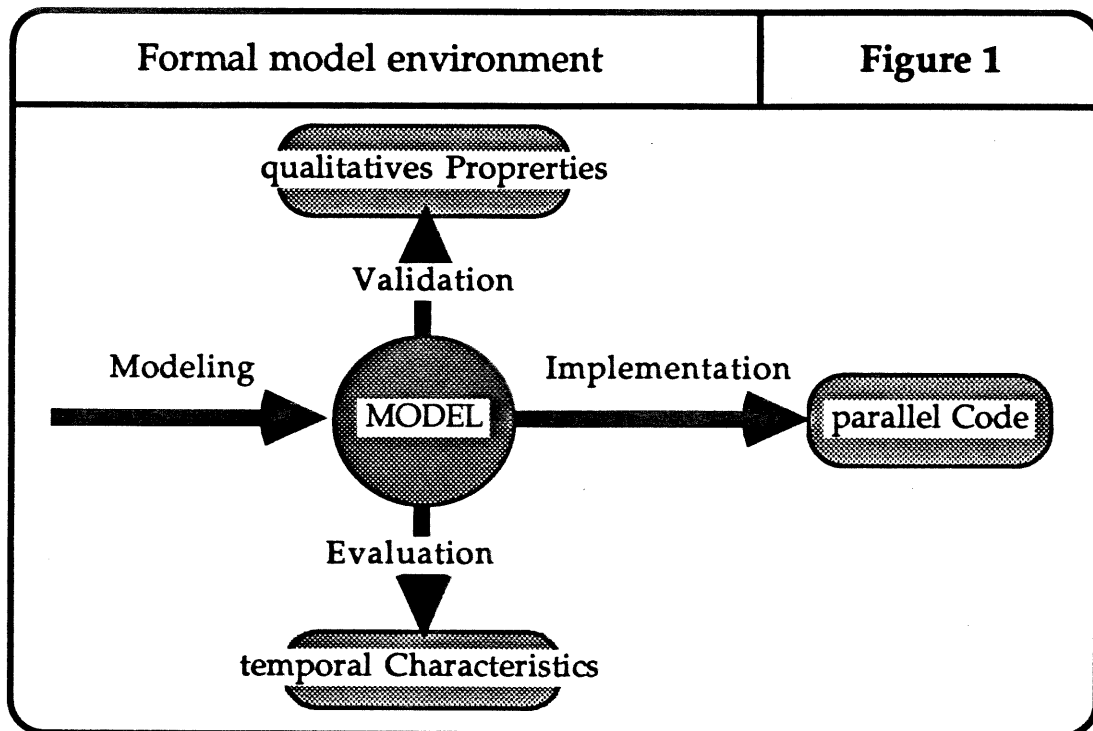 Formal model environment
Figure 1
qualitatives Proprerties
Validation
Modeling
Implementation
MODEL
parallel Code
Evaluation
temporal Characteristics